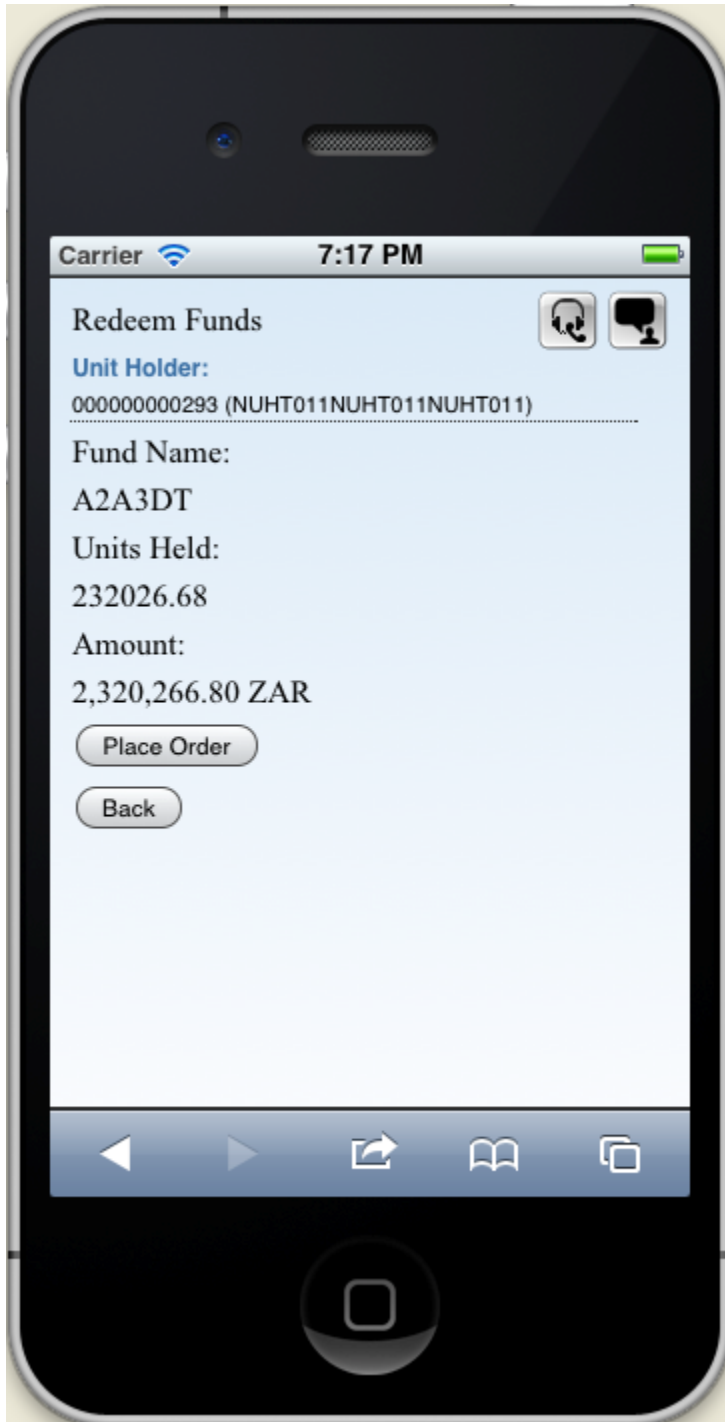 Carrier 7:17 PM
Redeem Funds
Unit Holder:
000000000293 (NUHT011NUHT011NUHT011)
Fund Name:
A2A3DT
Units Held:
232026.68
Amount:
2,320,266.80 ZAR
Place Order
Back